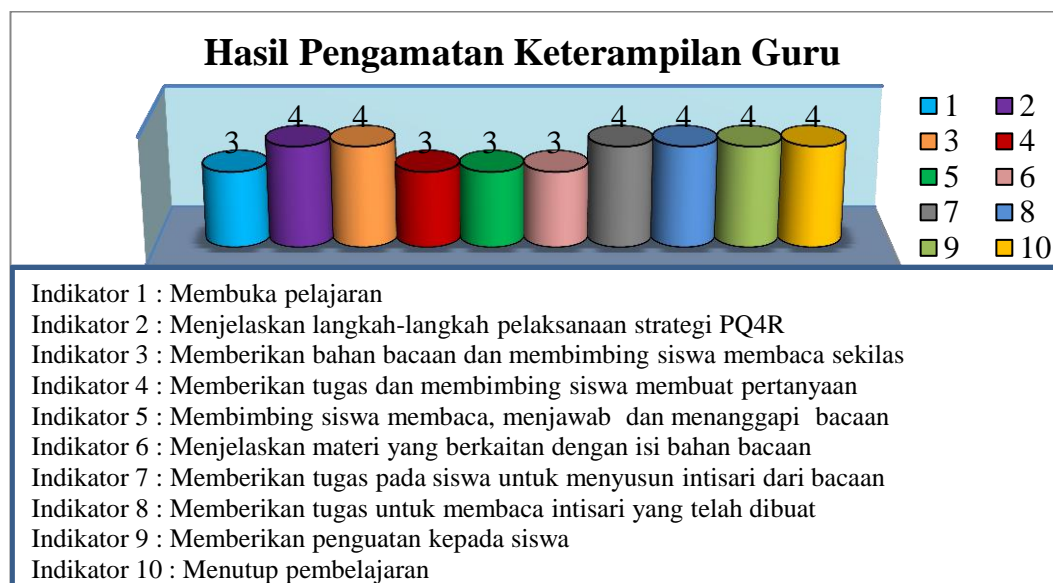 Hasil Pengamatan Keterampilan Guru
3 4 4 3 3 3 4 4 4 4
1 2
3 4
5 6
7 8
9 10
Indikator 1 : Membuka pelajaran
Indikator 2 : Menjelaskan langkah-langkah pelaksanaan strategi PQ4R
Indikator 3 : Memberikan bahan bacaan dan membimbing siswa membaca sekilas
Indikator 4 : Memberikan tugas dan membimbing siswa membuat pertanyaan
Indikator 5 : Membimbing siswa membaca, menjawab dan menanggapi bacaan
Indikator 6 : Menjelaskan materi yang berkaitan dengan isi bahan bacaan
Indikator 7 : Memberikan tugas pada siswa untuk menyusun intisari dari bacaan
Indikator 8 : Memberikan tugas untuk membaca intisari yang telah dibuat
Indikator 9 : Memberikan penguatan kepada siswa
Indikator 10 : Menutup pembelajaran